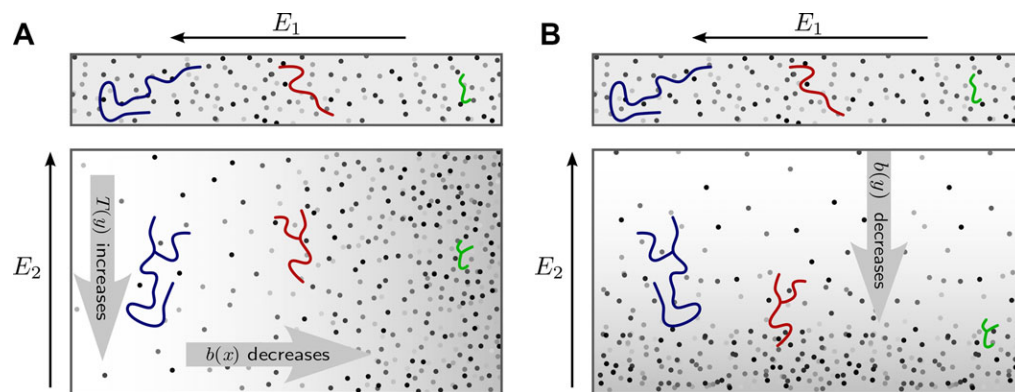 A
E₁
E₂
T(y) increases
b(x) decreases
B
E₁
E₂
b(y) decreases